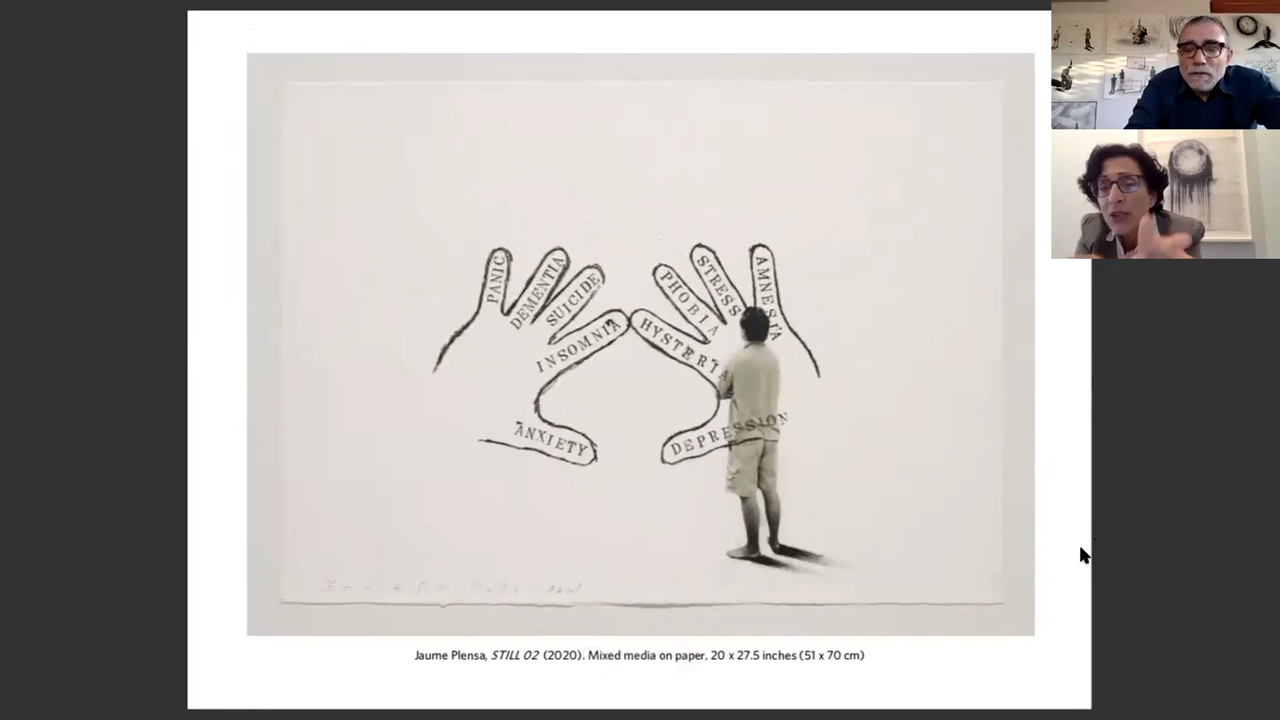 PANIC
DEMENTIA
SUICIDE
INSOMNIA
ANXIETY
PHOBIA
STRESS
AMNESIA
HYSTERIA
DEPRESSION
Jaume Plensa, STILL 02 (2020). Mixed media on paper, 20 x 27.5 inches (51 x 70 cm)